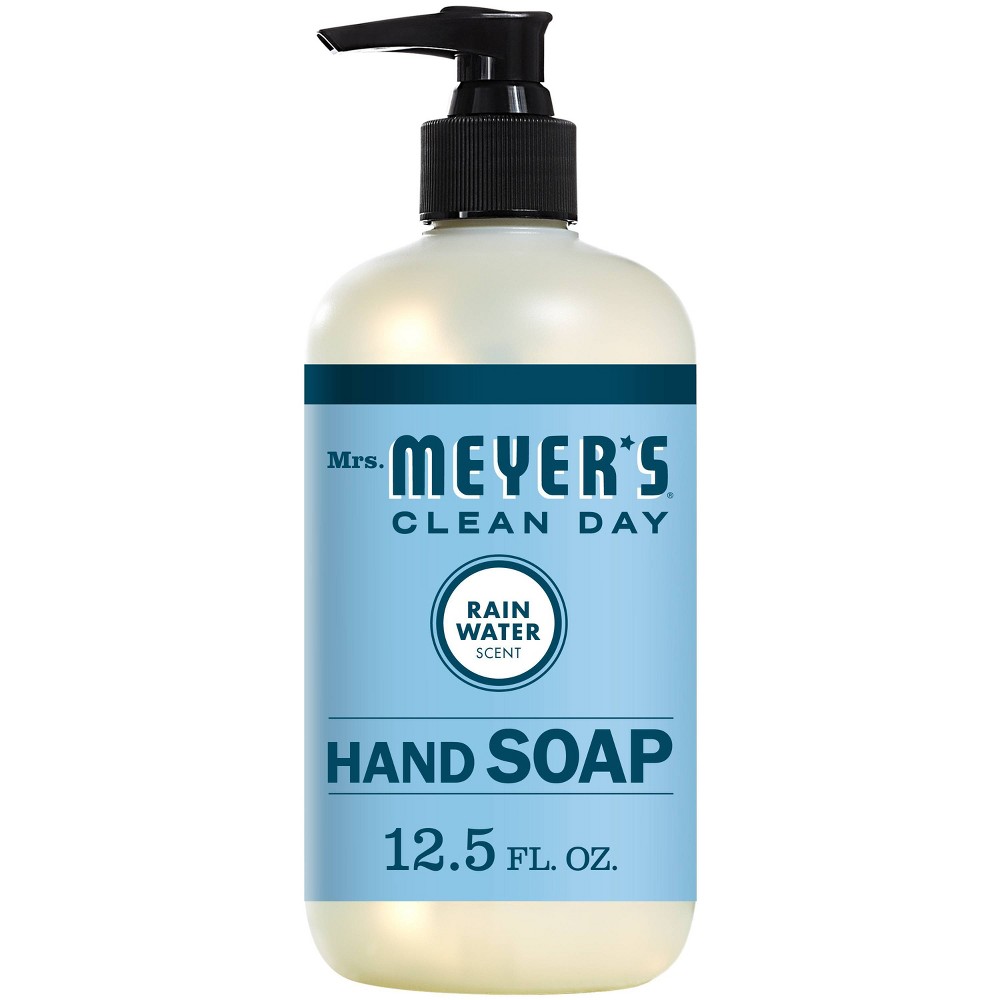 Mrs. MEYER'S®
CLEAN DAY
RAIN
WATER
SCENT
HAND SOAP
12.5 FL. OZ.